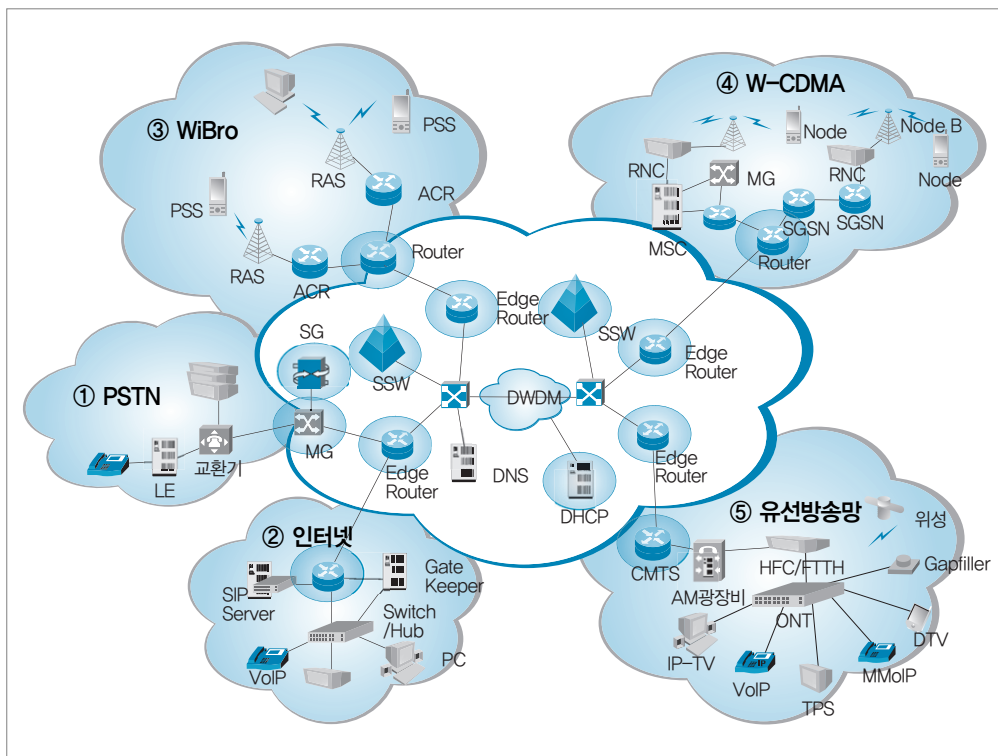 ③ WiBro
PSS
RAS
ACR
PSS
RAS
ACR
Router
④ W-CDMA
Node
Node B
RNC
MG
RNC
Node
MSC
SGSN
SGSN
Router
Edge
Router
SSW
Edge
Router
SG
SSW
DWDM
MG
Edge
Router
DNS
DHCP
Edge
Router
① PSTN
LE
교환기
② 인터넷
SIP
Server
Gate
Keeper
Switch
/Hub
VoIP
PC
⑤ 유선방송망
위성
CMTS
HFC/FTTH
Gapfiller
AM광장비
ONT
DTV
IP-TV
VoIP
IP
MMoIP
TPS